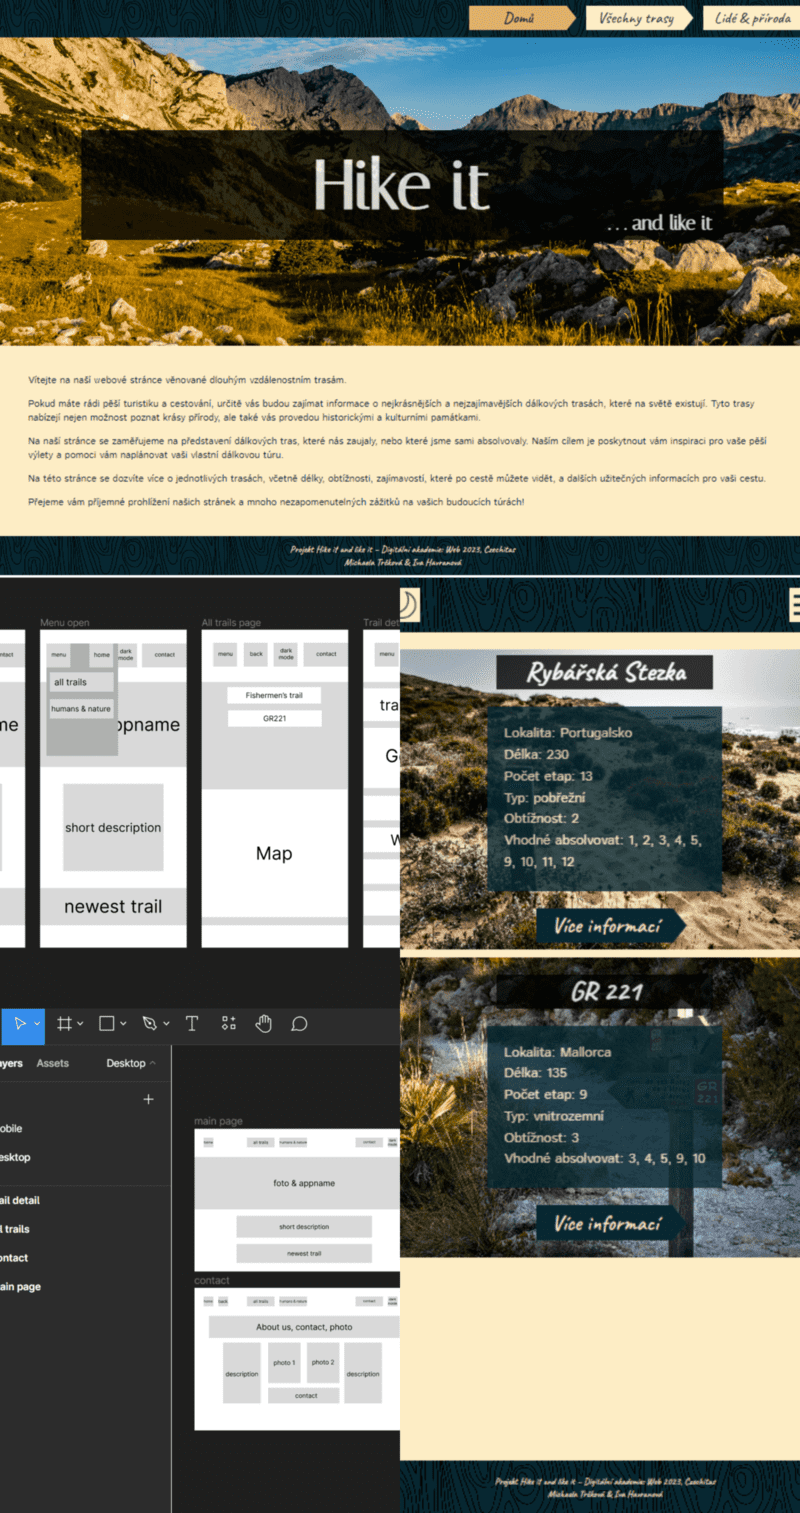 Domů
Všechny trasy
Lidé & příroda
Hike it
...and like it
Vítejte na naší webové stránce věnované dlouhým vzdálenostním trasám.
Pokud máte rádi pěší turistiku a cestování, určitě vás budou zajímat informace o nejkrásnějších a nejzajímavějších dálkových trasách, které na světě existují. Tyto trasy
nabízejí nejen možnost poznat krásy přírody, ale také vás provedou historickými a kulturními památkami.
Na naší stránce se zaměřujeme na představení dálkových tras, které nás zaujaly, nebo které jsme sami absolvovaly. Naším cílem je poskytnout vám inspiraci pro vaše pěší
výlety a pomoci vám naplánovat vaši vlastní dálkovou túru.
Na této stránce se dozvíte více o jednotlivých trasách, včetně délky, obtížnosti, zajímavosti, které po cestě můžete vidět, a dalších užitečných informacích pro vaši cestu.
Přejeme vám příjemné prohlížení našich stránek a mnoho nezapomenutelných zážitků na vašich budoucích túrách!
Projekt Hike it and like it – Digitální akademie: Web 2023, Czechitas
Michaela Tršková & Iva Havranová
Menu open
All trails page
Trail det
ntact
menu
home
dark
mode
contact
all trails
humans & nature
me
ppname
short description
newest trail
menu
back
dark
mode
contact
Fishermen's trail
GR221
Map
menu
tra
G
W
Rybářská Stezka
Lokalita: Portugalsko
Délka: 230
Počet etap: 13
Typ: pobřežní
Obtížnost: 2
Vhodné absolvovat: 1, 2, 3, 4, 5,
9, 10, 11, 12
Více informací
GR 221
Lokalita: Mallorca
Délka: 135
Počet etap: 9
Typ: vnitrozemní
Obtížnost: 3
Vhodné absolvovat: 3, 4, 5, 9, 10
GR
221
Více informací
Projekt Hike it and like it – Digitální akademie: Web 2023, Czechitas
Michaela Tršková & Iva Havranová
ayers
Assets
Desktop
obile
esktop
ail detail
l trails
ontact
ain page
main page
home
all trails
humans & nature
contact
dark
mode
foto & appname
short description
newest trail
contact
home
back
all trails
humans & nature
contact
dark
mode
About us, contact, photo
description
photo 1
photo 2
description
contact